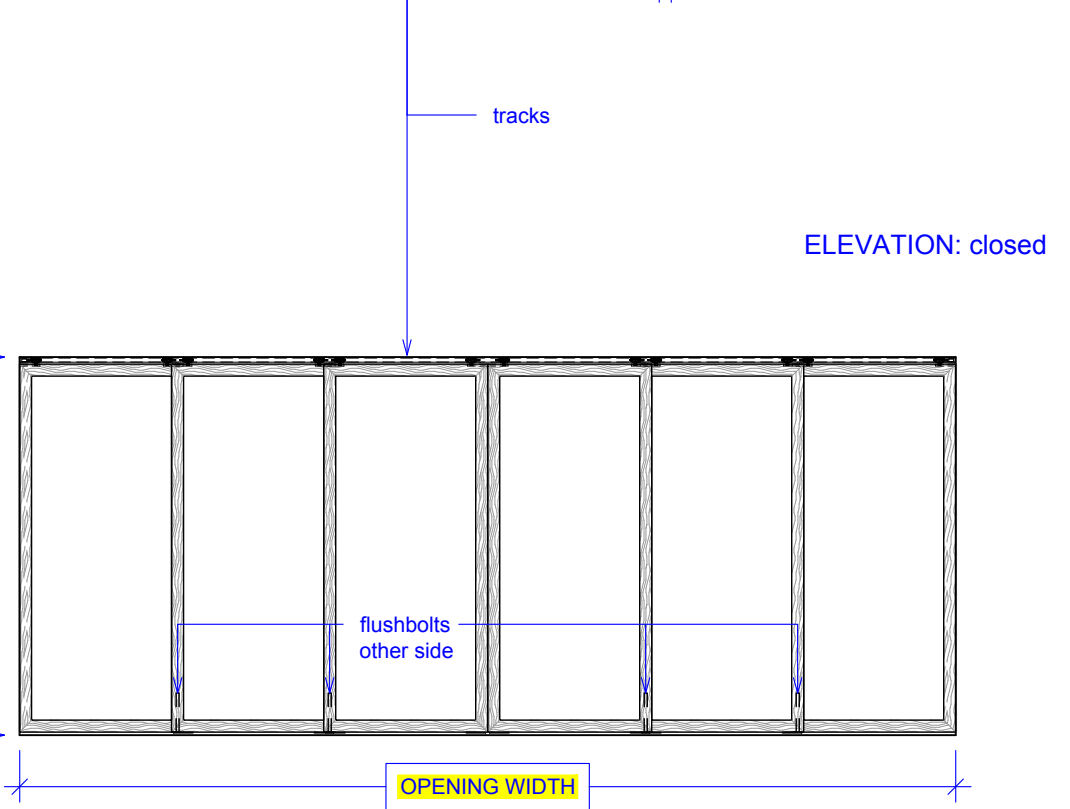 tracks
ELEVATION: closed
flushbolts
other side
OPENING WIDTH